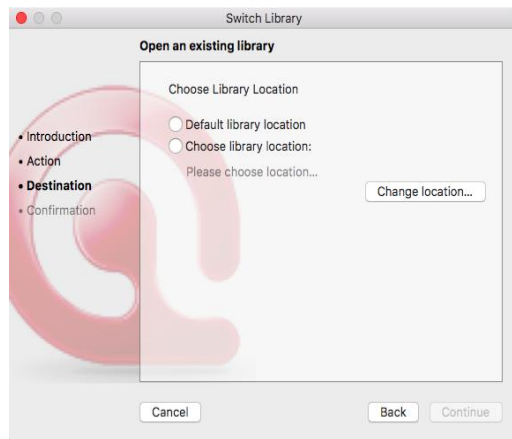 Switch Library
Open an existing library
Choose Library Location
Default library location
Choose library location:
Please choose location...
Change location...
• Introduction
• Action
• Destination
• Confirmation
Cancel
Back
Continue